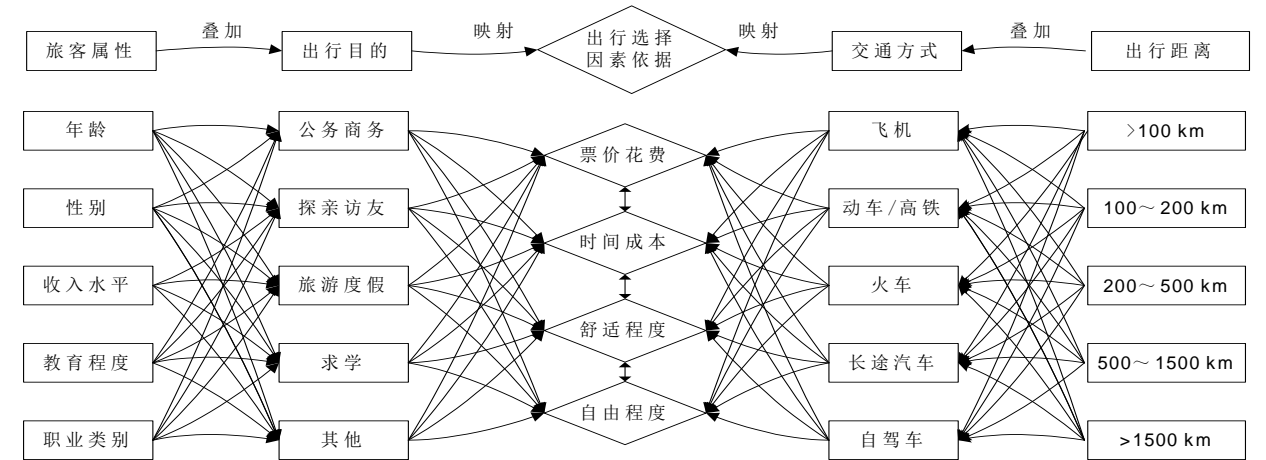 叠加
映射
映射
叠加
旅客属性
出行目的
出行选择
因素依据
交通方式
出行距离
年龄
公务商务
票价花费
飞机
>100 km
性别
探亲访友
时间成本
动车/高铁
100～200 km
收入水平
旅游度假
舒适程度
火车
200～500 km
教育程度
求学
自由程度
长途汽车
500～1500 km
职业类别
其他
自驾车
>1500 km